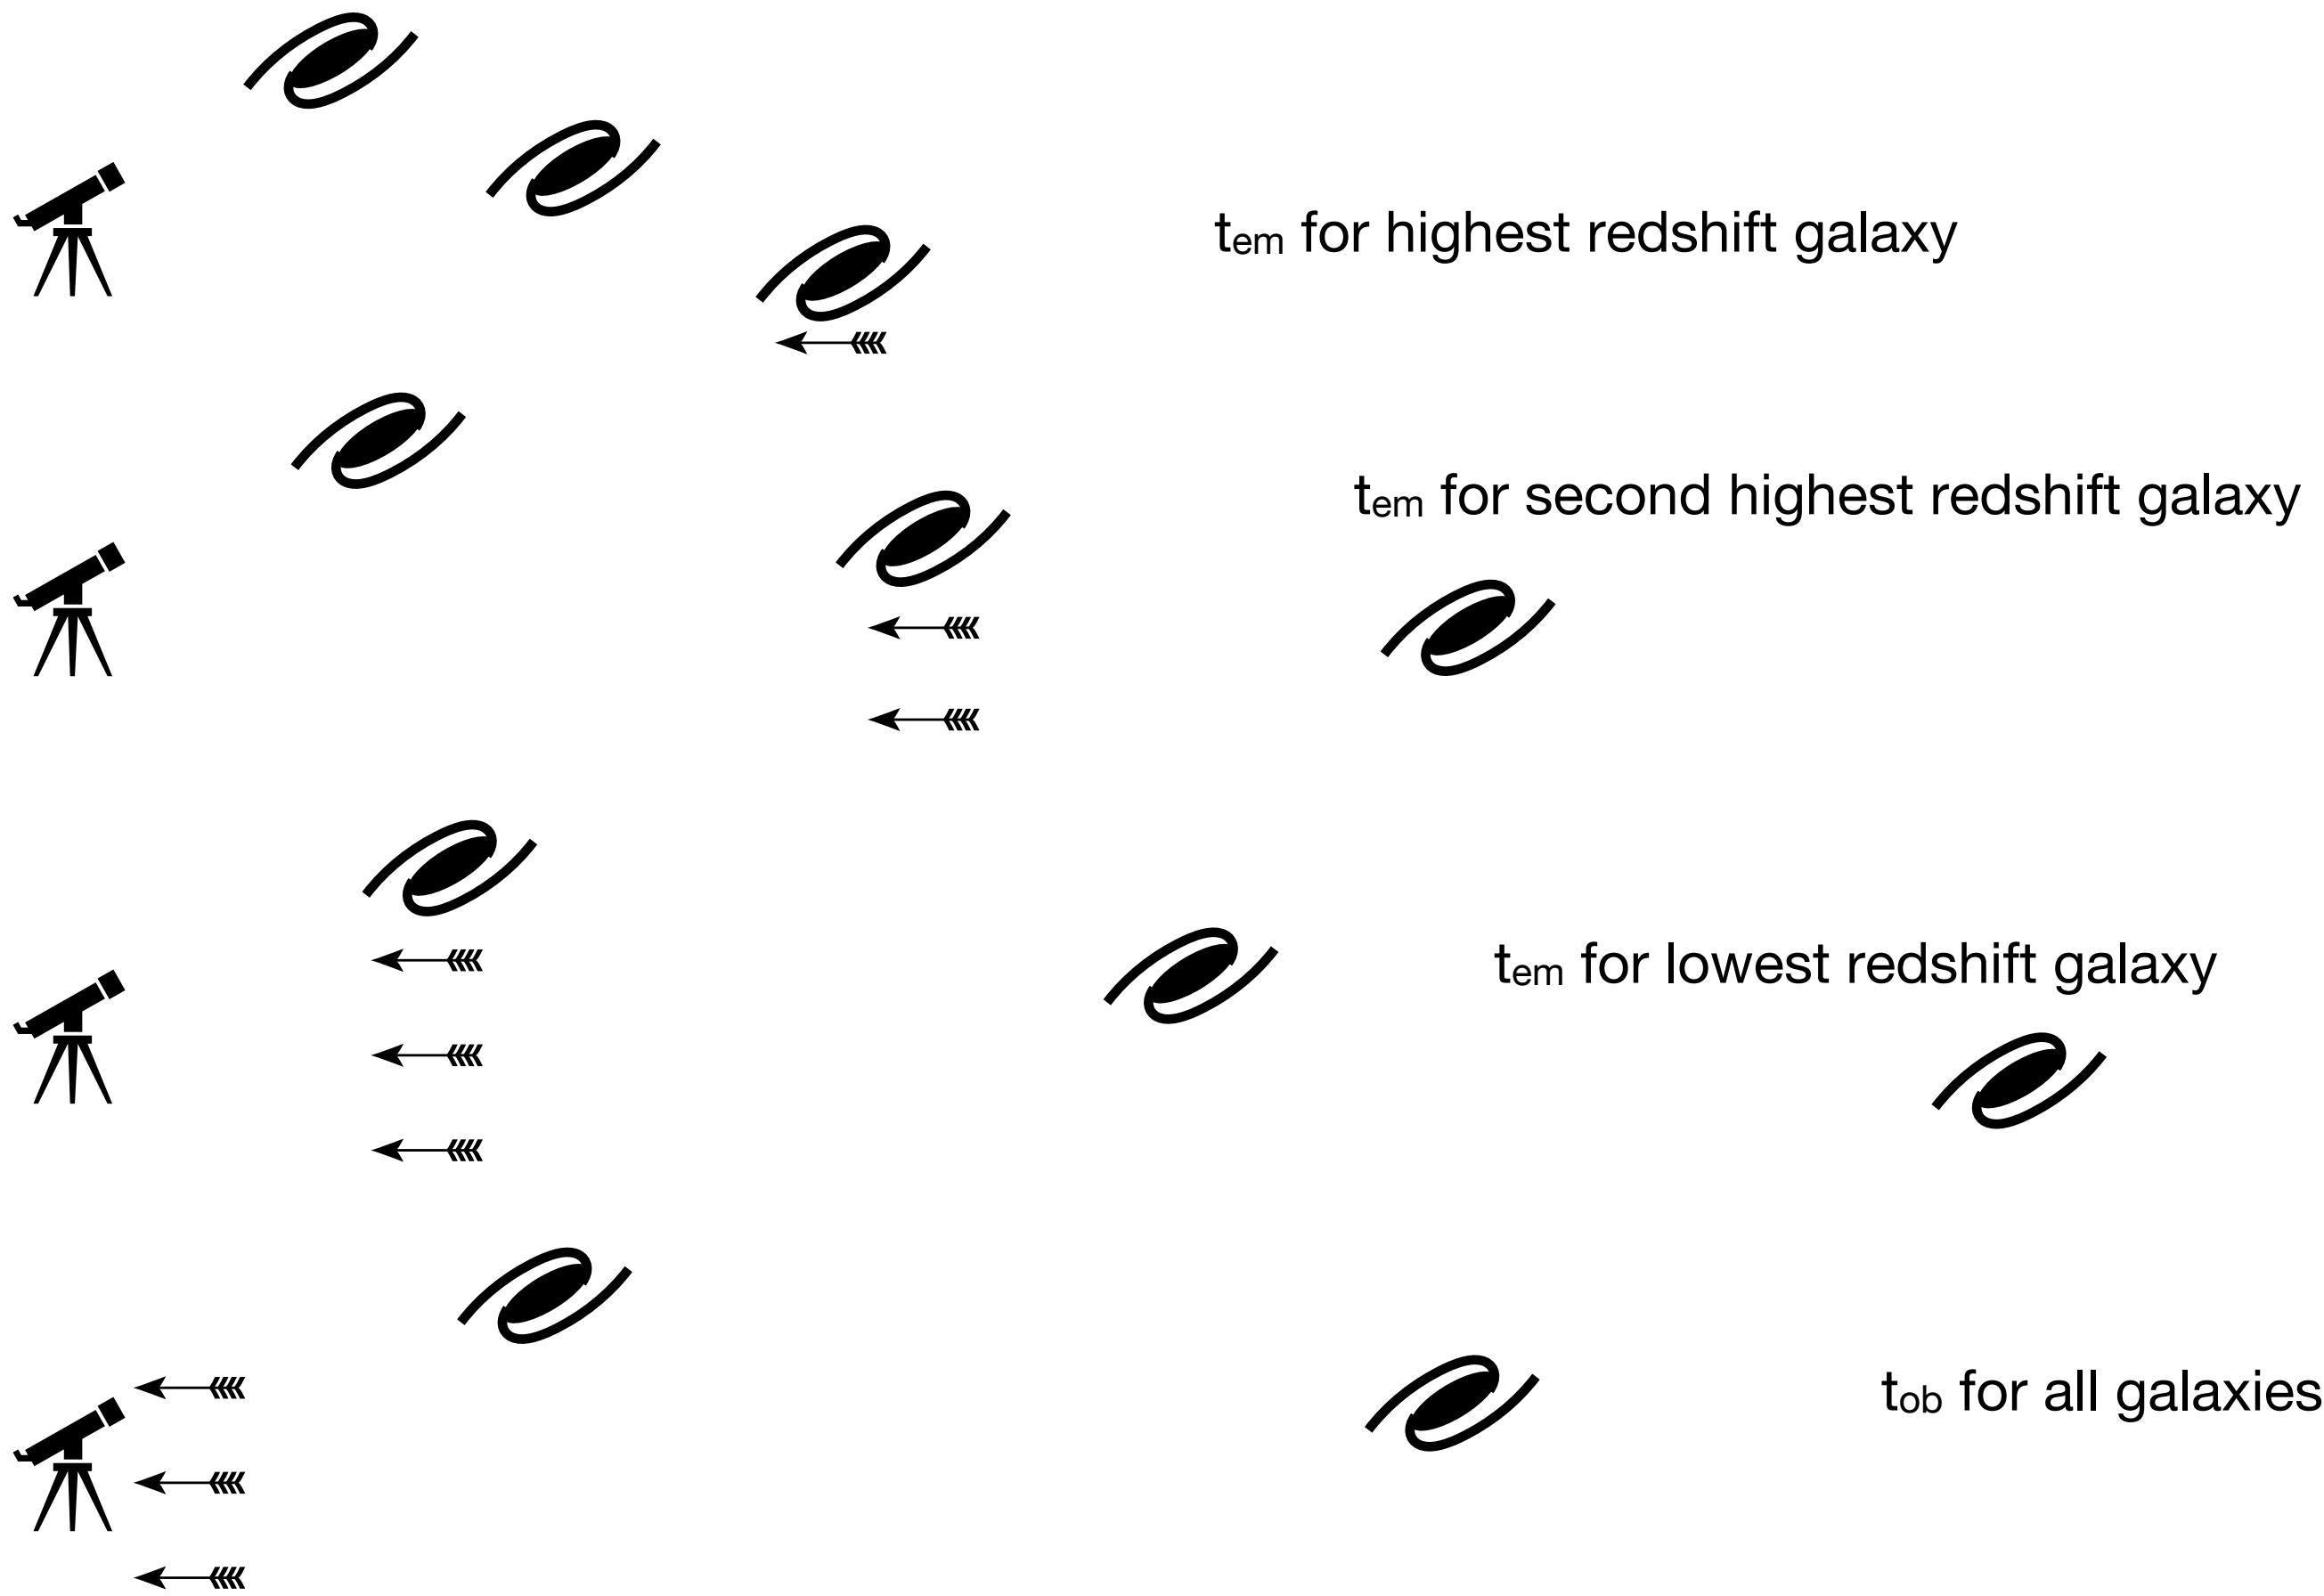 tem for highest redshift galaxy
tem for second highest redshift galaxy
tem for lowest redshift galaxy
tob for all galaxies